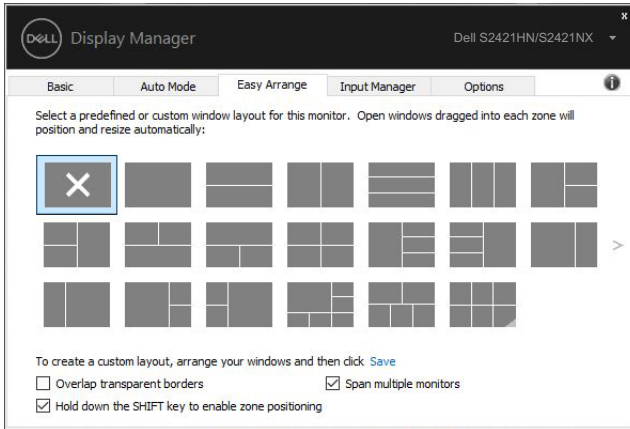 x
DELL Display Manager Dell S2421HN/S2421NX
Basic Auto Mode Easy Arrange Input Manager Options i
Select a predefined or custom window layout for this monitor. Open windows dragged into each zone will
position and resize automatically:
>
To create a custom layout, arrange your windows and then click Save
Overlap transparent borders Span multiple monitors
Hold down the SHIFT key to enable zone positioning